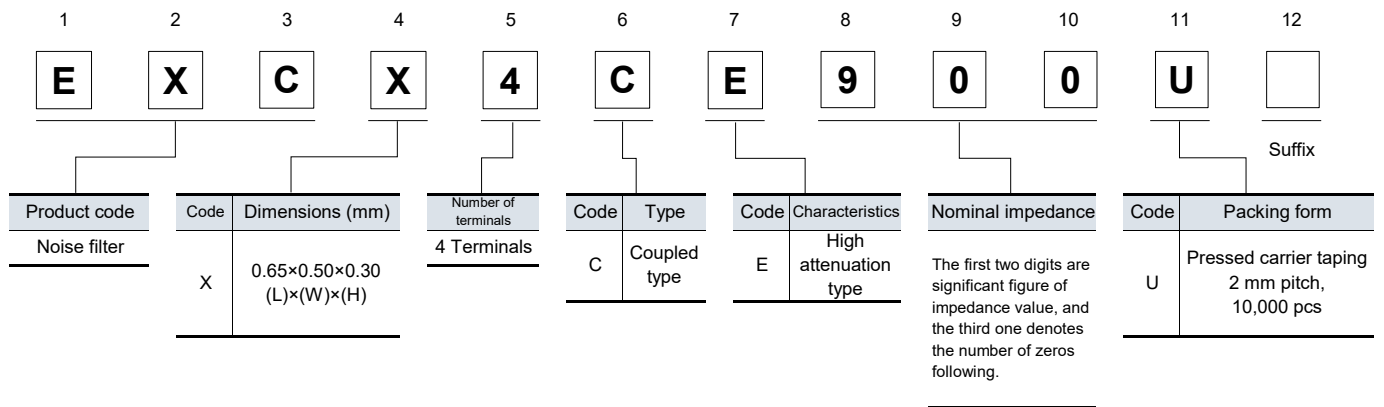 1 2 3 4 5 6 7 8 9 10 11 12
E X C X 4 C E 9 0 0 U
Suffix
Product code
Noise filter
Code Dimensions (mm)
X
0.65×0.50×0.30
(L)×(W)×(H)
Number of
terminals
4 Terminals
Code Type
C
Coupled
type
Code Characteristics
E
High
attenuation
type
Nominal impedance
The first two digits are
significant figure of
impedance value, and
the third one denotes
the number of zeros
following.
Code Packing form
U
Pressed carrier taping
2 mm pitch,
10,000 pcs